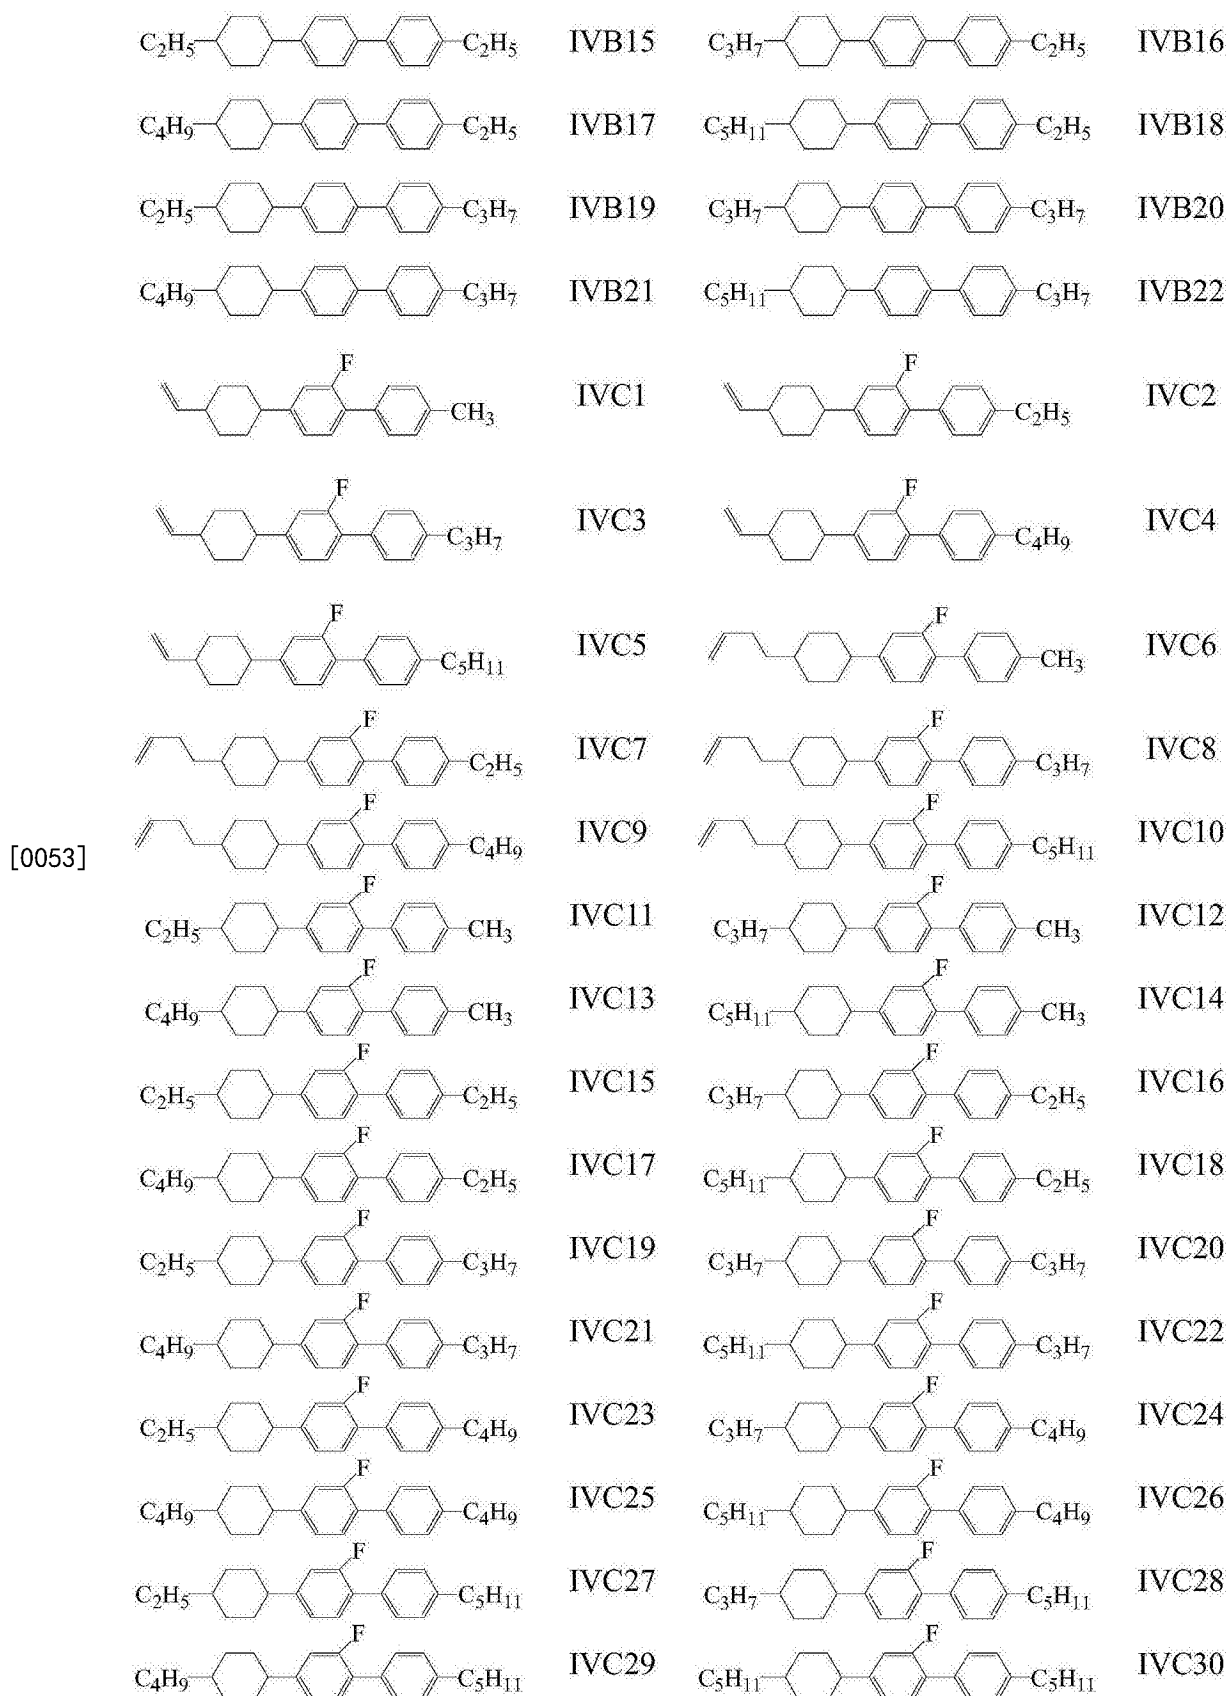 C2H5 C2H5 IVB15 C3H7 C2H5 IVB16
C4H9 C2H5 IVB17 C5H11 C2H5 IVB18
C2H5 C3H7 IVB19 C3H7 C3H7 IVB20
C4H9 C3H7 IVB21 C5H11 C3H7 IVB22
F CH3 IVC1 F C2H5 IVC2
F C3H7 IVC3 F C4H9 IVC4
F C5H11 IVC5 F CH3 IVC6
F C2H5 IVC7 F C3H7 IVC8
[0053] F C4H9 IVC9 F C5H11 IVC10
C2H5 F CH3 IVC11 C3H7 F CH3 IVC12
C4H9 F CH3 IVC13 C5H11 F CH3 IVC14
C2H5 F C2H5 IVC15 C3H7 F C2H5 IVC16
C4H9 F C2H5 IVC17 C5H11 F C2H5 IVC18
C2H5 F C3H7 IVC19 C3H7 F C3H7 IVC20
C4H9 F C3H7 IVC21 C5H11 F C3H7 IVC22
C2H5 F C4H9 IVC23 C3H7 F C4H9 IVC24
C4H9 F C4H9 IVC25 C5H11 F C4H9 IVC26
C2H5 F C5H11 IVC27 C3H7 F C5H11 IVC28
C4H9 F C5H11 IVC29 C5H11 F C5H11 IVC30